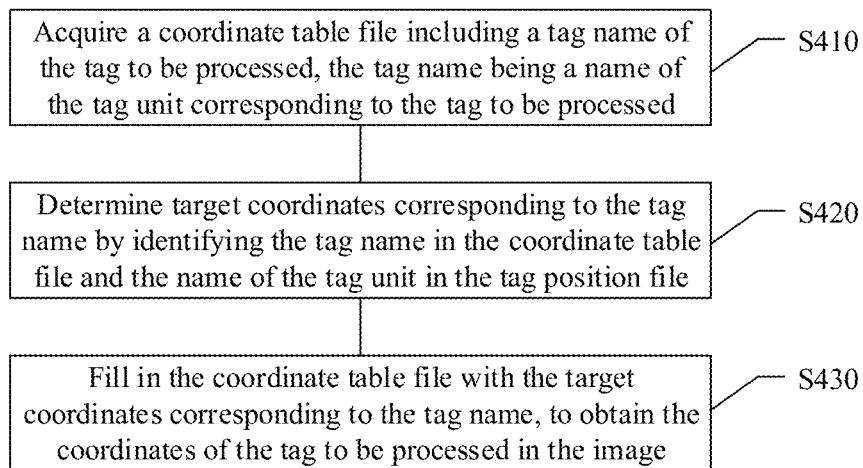 Acquire a coordinate table file including a tag name of
the tag to be processed, the tag name being a name of
the tag unit corresponding to the tag to be processed
S410
Determine target coordinates corresponding to the tag
name by identifying the tag name in the coordinate table
file and the name of the tag unit in the tag position file
S420
Fill in the coordinate table file with the target
coordinates corresponding to the tag name, to obtain the
coordinates of the tag to be processed in the image
S430